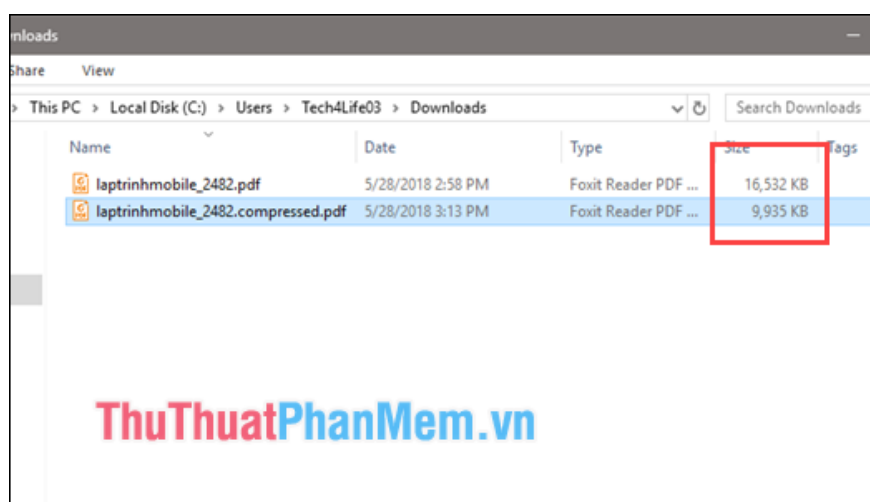 nloads
Share View
> This PC > Local Disk (C:) > Users > Tech4Life03 > Downloads Search Downloads
Name Date Type Size Tags
laptrinhmobile_2482.pdf 5/28/2018 2:58 PM Foxit Reader PDF ... 16,532 KB
laptrinhmobile_2482.compressed.pdf 5/28/2018 3:13 PM Foxit Reader PDF ... 9,935 KB
ThuThuatPhanMem.vn